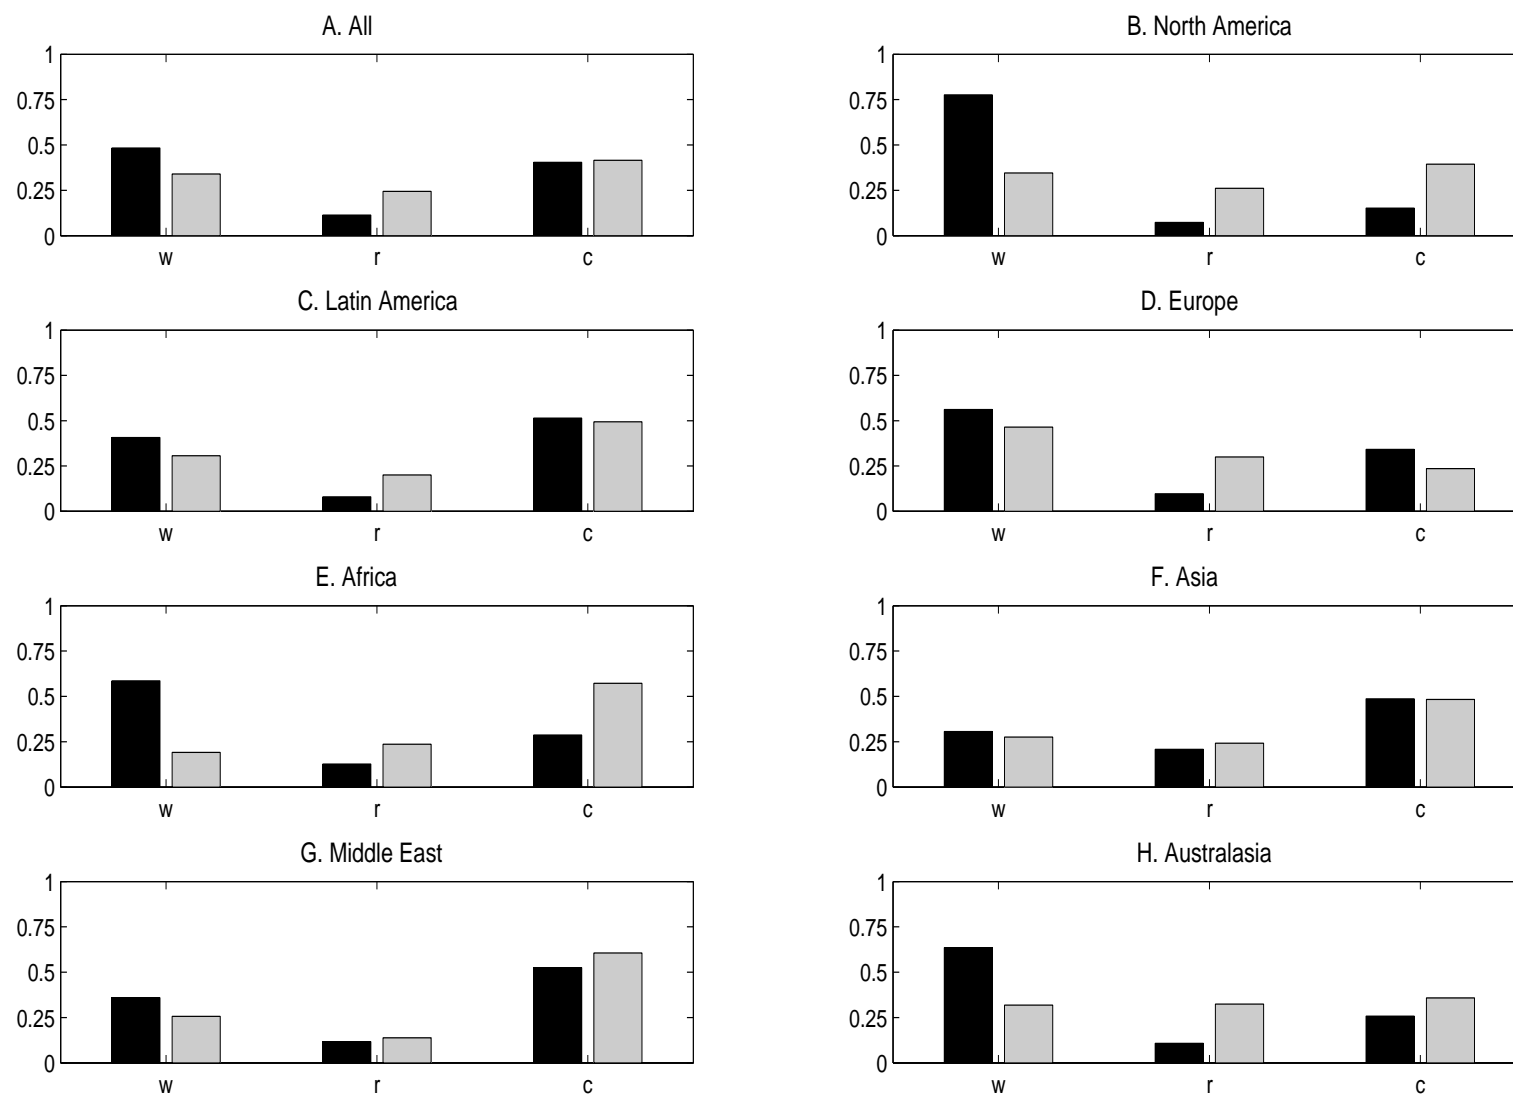 A. All
1
0.75
0.5
0.25
0
w r c
B. North America
1
0.75
0.5
0.25
0
w r c
C. Latin America
1
0.75
0.5
0.25
0
w r c
D. Europe
1
0.75
0.5
0.25
0
w r c
E. Africa
1
0.75
0.5
0.25
0
w r c
F. Asia
1
0.75
0.5
0.25
0
w r c
G. Middle East
1
0.75
0.5
0.25
0
w r c
H. Australasia
1
0.75
0.5
0.25
0
w r c